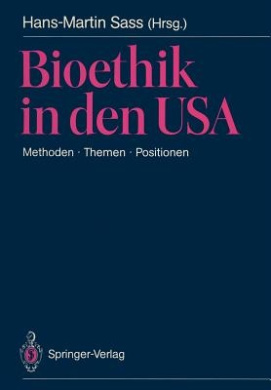 Hans-Martin Sass (Hrsg.)
Bioethik
in den USA
Methoden · Themen · Positionen
Springer-Verlag